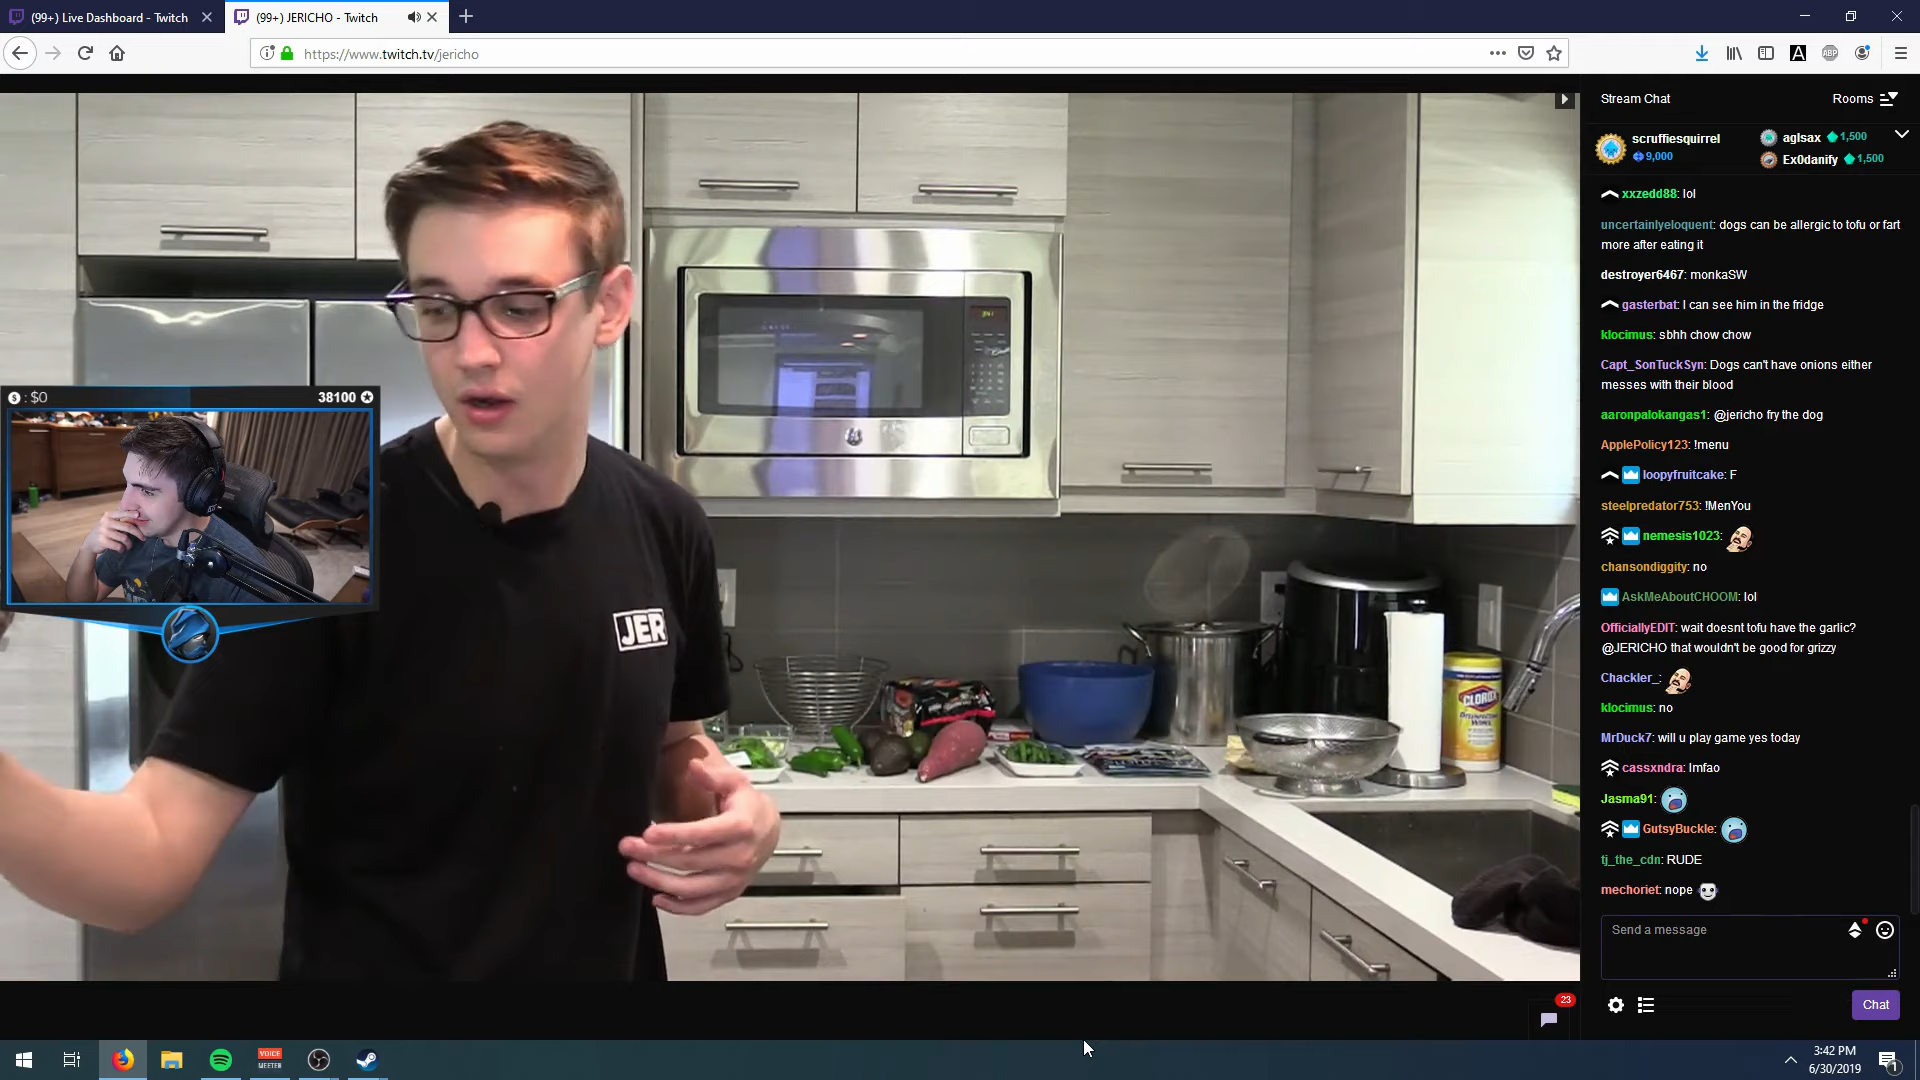 (99+) Live Dashboard - Twitch
(99+) JERICHO - Twitch
https://www.twitch.tv/jericho
A
ABP
Stream Chat
Rooms
scruffiesquirrel
9,000
aglsax 1,500
Ex0danify 1,500
xxzedd88: lol
uncertainlyeloquent: dogs can be allergic to tofu or fart
more after eating it
destroyer6467: monkaSW
gasterbat: I can see him in the fridge
klocimus: sbhh chow chow
Capt_SonTuckSyn: Dogs can't have onions either
messes with their blood
aaronpalokangas1: @jericho fry the dog
ApplePolicy123: !menu
loopyfruitcake: F
steelpredator753: !MenYou
nemesis1023:
chansondiggity: no
AskMeAboutCHOOM: lol
OfficiallyEDIT: wait doesnt tofu have the garlic?
@JERICHO that wouldn't be good for grizzy
Chackler_:
klocimus: no
MrDuck7: will u play game yes today
cassxndra: lmfao
Jasma91:
GutsyBuckle:
tj_the_cdn: RUDE
mechoriet: nope
Send a message
Chat
23
$ : $0
38100
JER
CLOROX
VOICE
MEETER
3:42 PM
6/30/2019
1